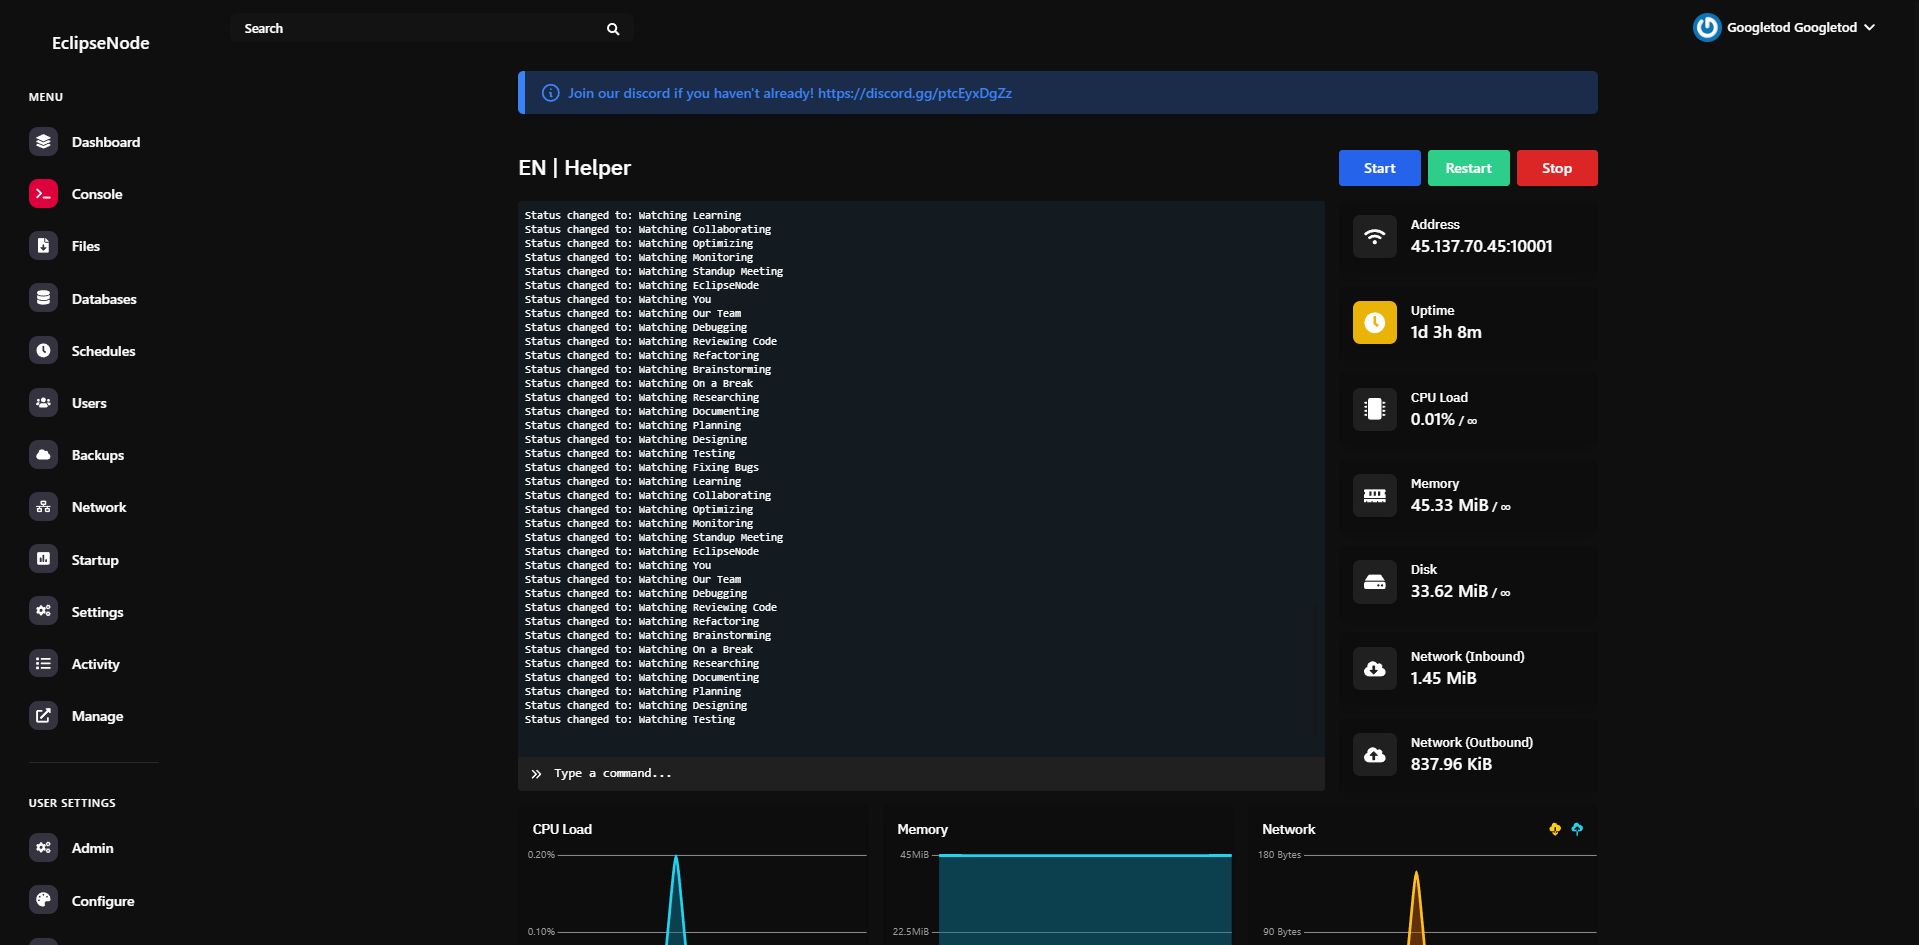 EclipseNode
Search
Googletod Googletod
MENU
Dashboard
Console
Files
Databases
Schedules
Users
Backups
Network
Startup
Settings
Activity
Manage
USER SETTINGS
Admin
Configure
Join our discord if you haven't already! https://discord.gg/ptcEyxDgZz
EN | Helper
Start
Restart
Stop
Status changed to: Watching Learning
Status changed to: Watching Collaborating
Status changed to: Watching Optimizing
Status changed to: Watching Monitoring
Status changed to: Watching Standup Meeting
Status changed to: Watching EclipseNode
Status changed to: Watching You
Status changed to: Watching Our Team
Status changed to: Watching Debugging
Status changed to: Watching Reviewing Code
Status changed to: Watching Refactoring
Status changed to: Watching Brainstorming
Status changed to: Watching On a Break
Status changed to: Watching Researching
Status changed to: Watching Documenting
Status changed to: Watching Planning
Status changed to: Watching Designing
Status changed to: Watching Testing
Status changed to: Watching Fixing Bugs
Status changed to: Watching Learning
Status changed to: Watching Collaborating
Status changed to: Watching Optimizing
Status changed to: Watching Monitoring
Status changed to: Watching Standup Meeting
Status changed to: Watching EclipseNode
Status changed to: Watching You
Status changed to: Watching Our Team
Status changed to: Watching Debugging
Status changed to: Watching Reviewing Code
Status changed to: Watching Refactoring
Status changed to: Watching Brainstorming
Status changed to: Watching On a Break
Status changed to: Watching Researching
Status changed to: Watching Documenting
Status changed to: Watching Planning
Status changed to: Watching Designing
Status changed to: Watching Testing
Type a command...
Address
45.137.70.45:10001
Uptime
1d 3h 8m
CPU Load
0.01% / ∞
Memory
45.33 MiB / ∞
Disk
33.62 MiB / ∞
Network (Inbound)
1.45 MiB
Network (Outbound)
837.96 KiB
CPU Load
0.20%
0.10%
Memory
45MiB
22.5MiB
Network
180 Bytes
90 Bytes